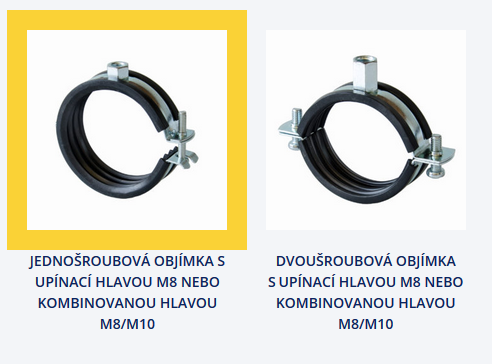 JEDNOŠROUBOVÁ OBJÍMKA S
UPÍNACÍ HLAVOU M8 NEBO
KOMBINOVANOU HLAVOU
M8/M10
DVOUŠROUBOVÁ OBJÍMKA
S UPÍNACÍ HLAVOU M8 NEBO
KOMBINOVANOU HLAVOU
M8/M10